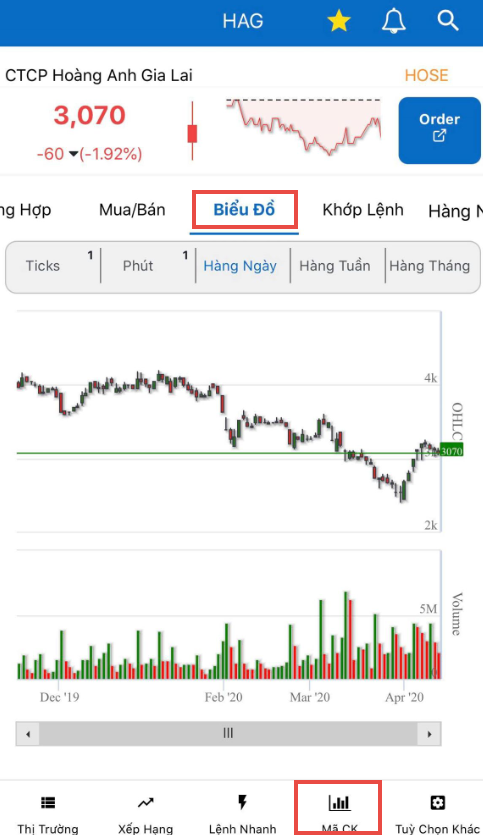 HAG
CTCP Hoàng Anh Gia Lai
HOSE
3,070
-60 (-1.92%)
Order
ng Hợp
Mua/Bán
Biểu Đồ
Khớp Lệnh
Hàng N
Ticks 1
Phút 1
Hàng Ngày
Hàng Tuần
Hàng Tháng
4k
OHLC
3070
2k
5M
Volume
0
Dec '19
Feb '20
Mar '20
Apr '20
Thị Trường
Xếp Hạng
Lệnh Nhanh
Mã CK
Tuỳ Chọn Khác